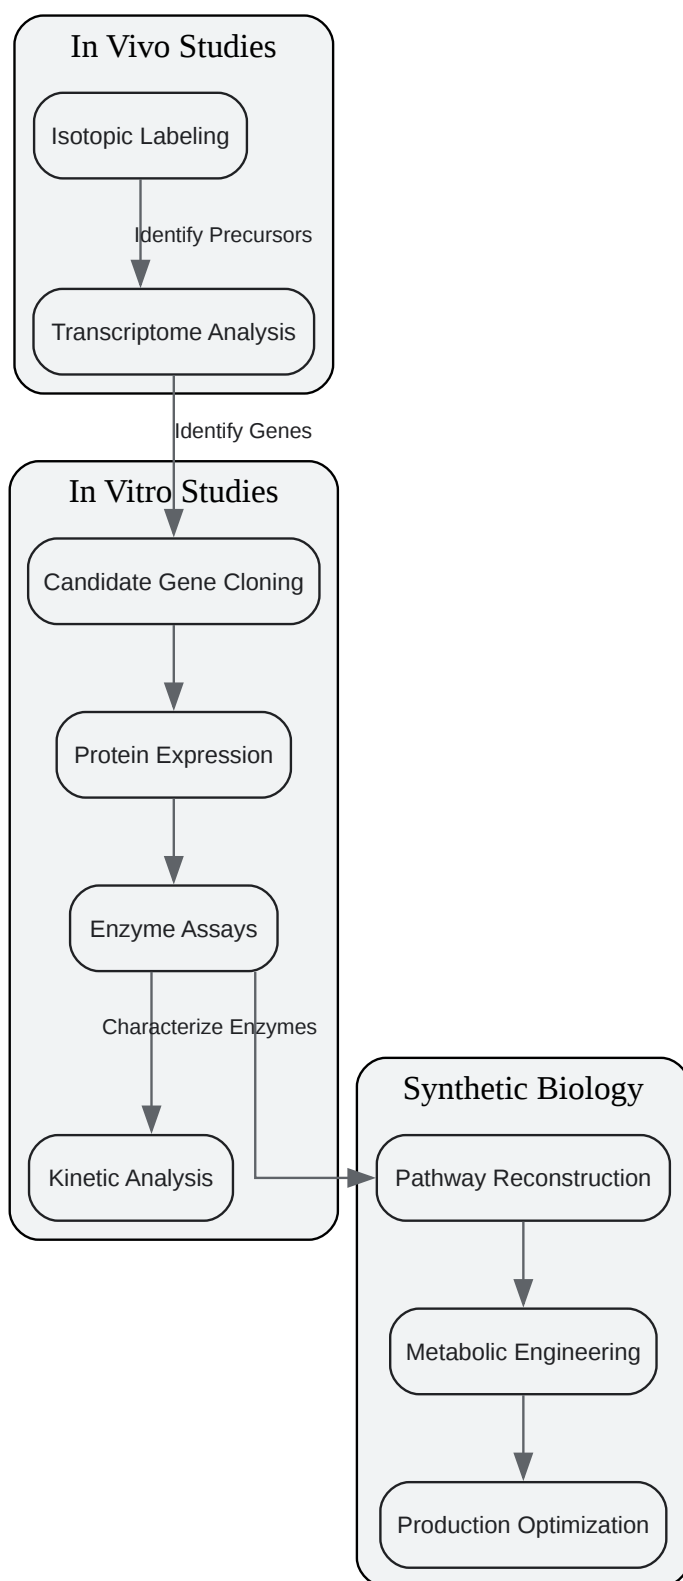 In Vivo Studies
Isotopic Labeling
Identify Precursors
Transcriptome Analysis
Identify Genes
In Vitro Studies
Candidate Gene Cloning
Protein Expression
Enzyme Assays
Characterize Enzymes
Kinetic Analysis
Synthetic Biology
Pathway Reconstruction
Metabolic Engineering
Production Optimization